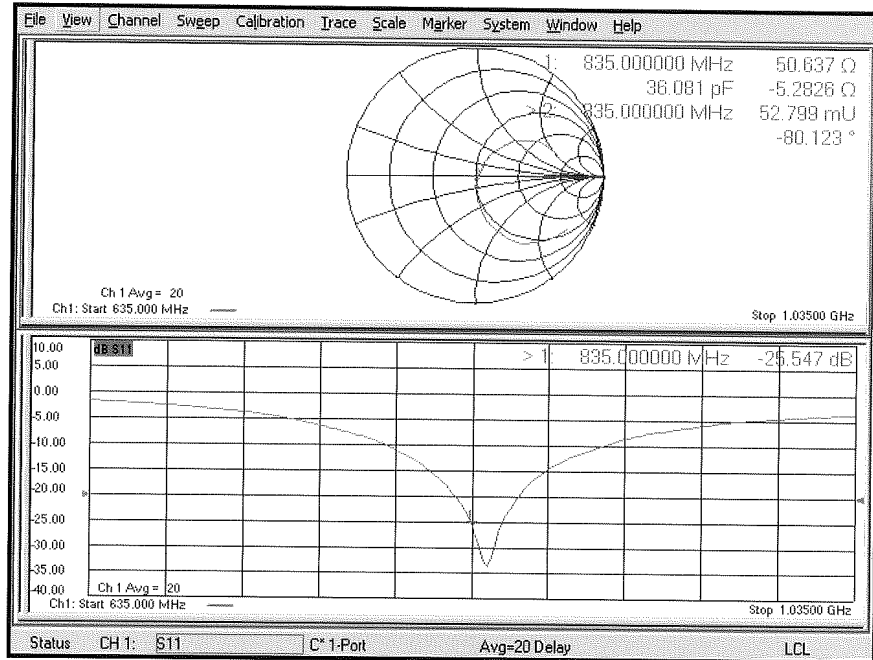 File View Channel Sweep Calibration Trace Scale Marker System Window Help
1: 835.000000 MHz 50.637 Ω
36.081 pF -5.2826 Ω
> 2: 835.000000 MHz 52.799 mU
-80.123 °
Ch 1 Avg = 20
Ch1: Start 635.000 MHz
Stop 1.03500 GHz
10.00 dB S11
> 1: 835.000000 MHz -25.547 dB
5.00
0.00
-5.00
-10.00
-15.00
-20.00
-25.00
-30.00
-35.00
-40.00
Ch 1 Avg = 20
Ch1: Start 635.000 MHz
Stop 1.03500 GHz
Status CH 1: S11 C* 1-Port Avg=20 Delay LCL